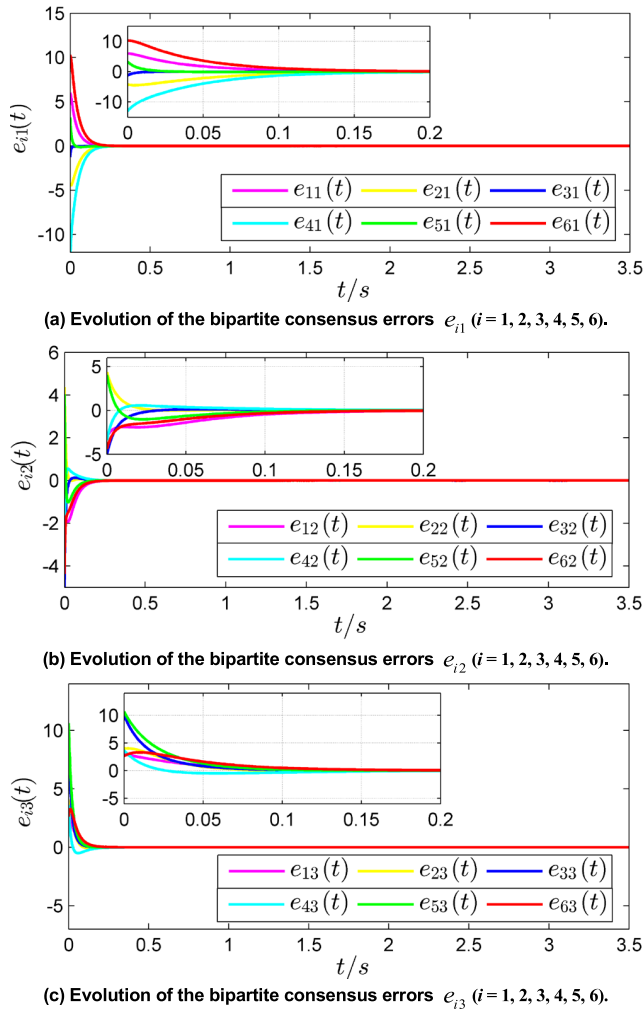 15
10
5
0
-5
-10
e_{i1}(t)
10
0
-10
0 0.05 0.1 0.15 0.2
e_{11}(t) e_{21}(t) e_{31}(t)
e_{41}(t) e_{51}(t) e_{61}(t)
0 0.5 1 1.5 2 2.5 3 3.5
t/s
(a) Evolution of the bipartite consensus errors e_{i1} (i = 1, 2, 3, 4, 5, 6).
6
4
2
0
-2
-4
e_{i2}(t)
5
0
-5
0 0.05 0.1 0.15 0.2
e_{12}(t) e_{22}(t) e_{32}(t)
e_{42}(t) e_{52}(t) e_{62}(t)
0 0.5 1 1.5 2 2.5 3 3.5
t/s
(b) Evolution of the bipartite consensus errors e_{i2} (i = 1, 2, 3, 4, 5, 6).
10
5
0
-5
e_{i3}(t)
10
5
0
-5
0 0.05 0.1 0.15 0.2
e_{13}(t) e_{23}(t) e_{33}(t)
e_{43}(t) e_{53}(t) e_{63}(t)
0 0.5 1 1.5 2 2.5 3 3.5
t/s
(c) Evolution of the bipartite consensus errors e_{i3} (i = 1, 2, 3, 4, 5, 6).